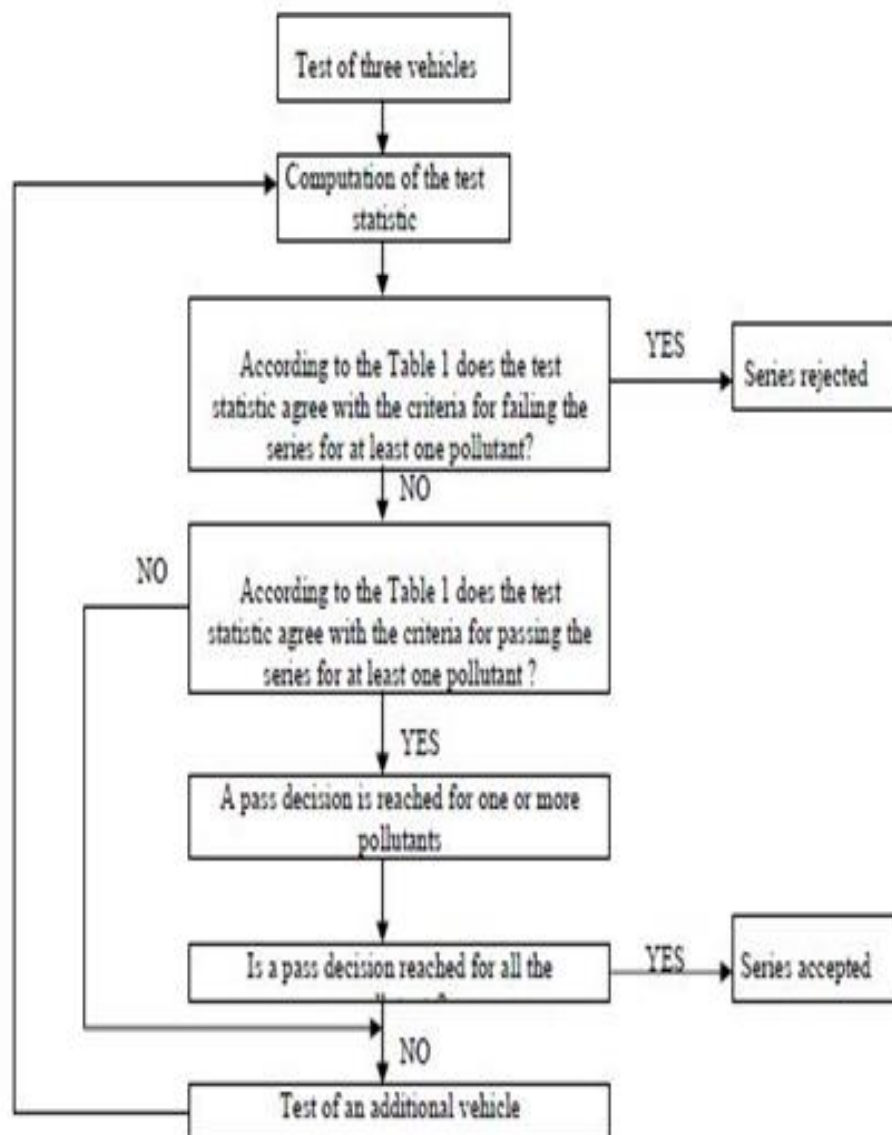 Test of three vehicles
Computation of the test
statistic
According to the Table 1 does the test
statistic agree with the criteria for failing the
series for at least one pollutant?
YES
Series rejected
NO
According to the Table 1 does the test
statistic agree with the criteria for passing the
series for at least one pollutant ?
NO
YES
A pass decision is reached for one or more
pollutants
Is a pass decision reached for all the
YES
Series accepted
NO
Test of an additional vehicle